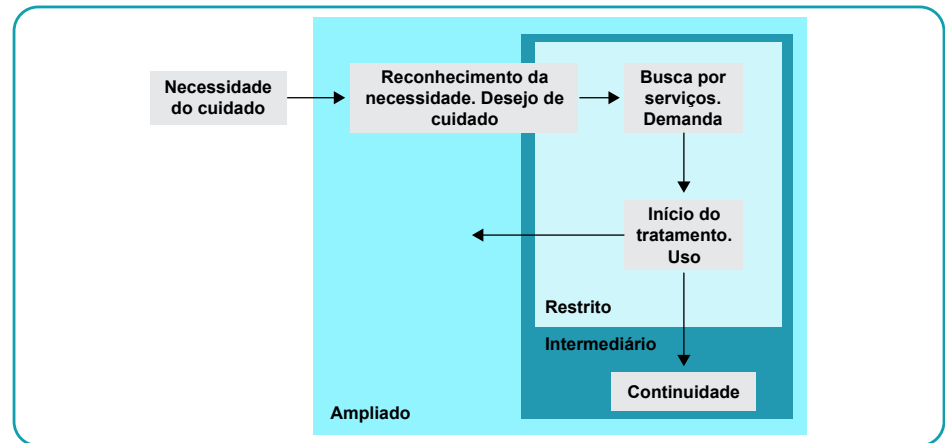 Necessidade
do cuidado
Reconhecimento da
necessidade. Desejo de
cuidado
Busca por
serviços.
Demanda
Início do
tratamento.
Uso
Restrito
Intermediário
Continuidade
Ampliado